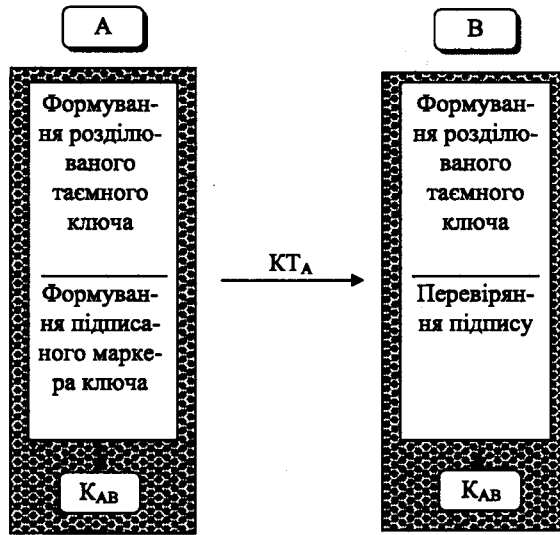 A
Формуван-
ня розділю-
ваного
таємного
ключа
Формуван-
ня підписа-
ного марке-
ра ключа
K_AB
KT_A
B
Формуван-
ня розділю-
ваного
таємного
ключа
Перевірян-
ня підпису
K_AB